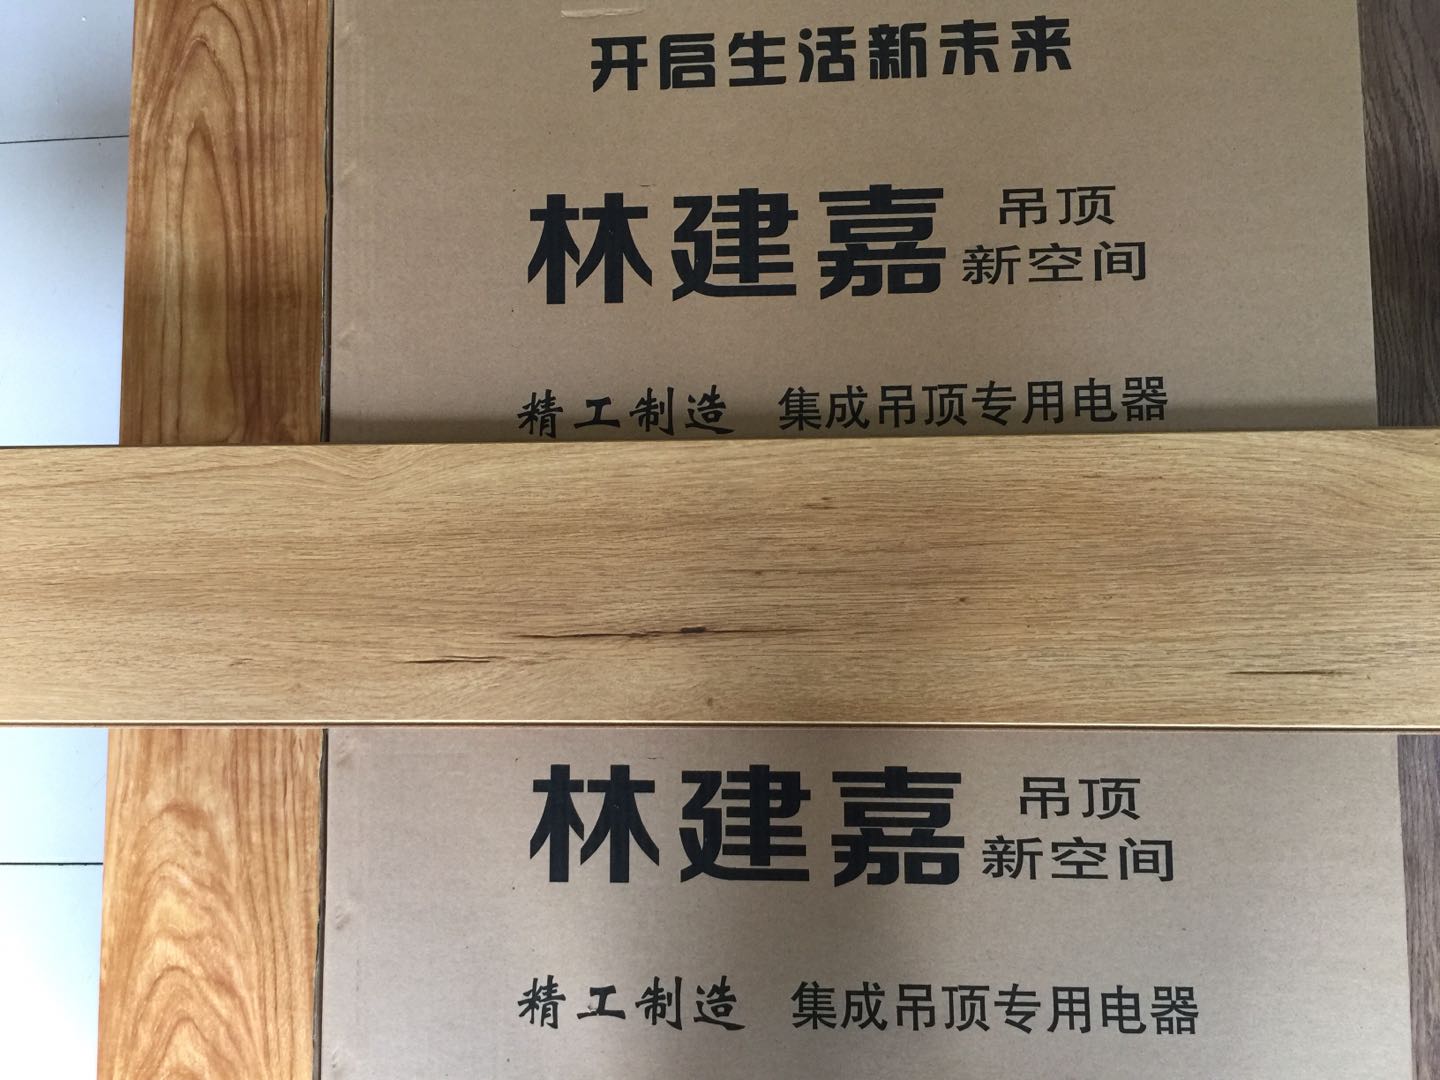 开启生活新未来
林建嘉 吊顶
新空间
精工制造 集成吊顶专用电器
林建嘉 吊顶
新空间
精工制造 集成吊顶专用电器